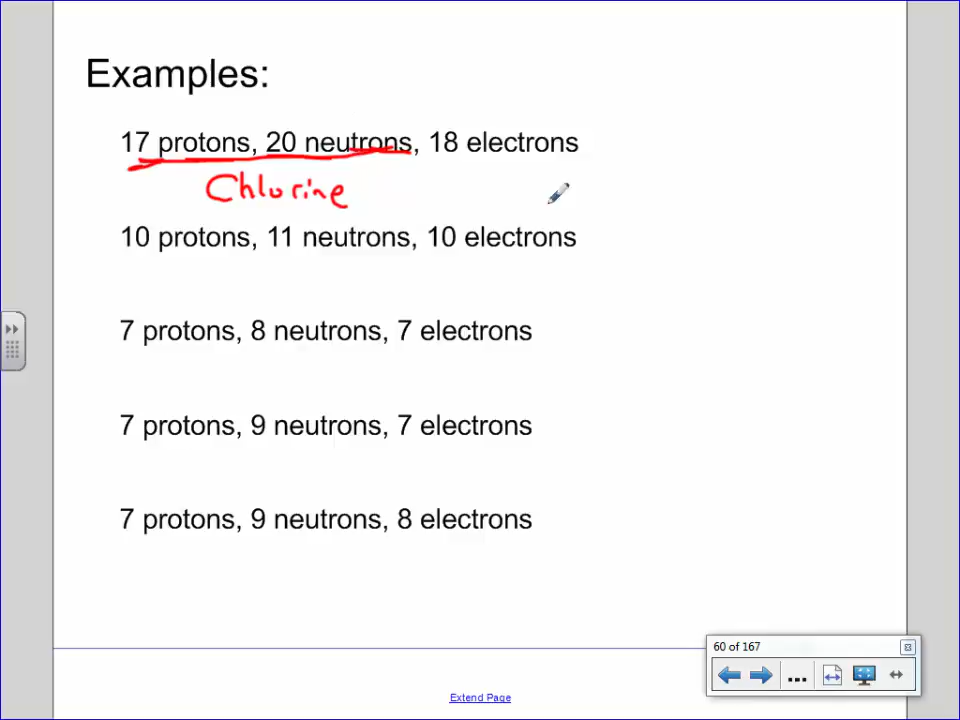 Examples:
17 protons, 20 neutrons, 18 electrons
Chlorine
10 protons, 11 neutrons, 10 electrons
7 protons, 8 neutrons, 7 electrons
7 protons, 9 neutrons, 7 electrons
7 protons, 9 neutrons, 8 electrons
60 of 167
...
Extend Page